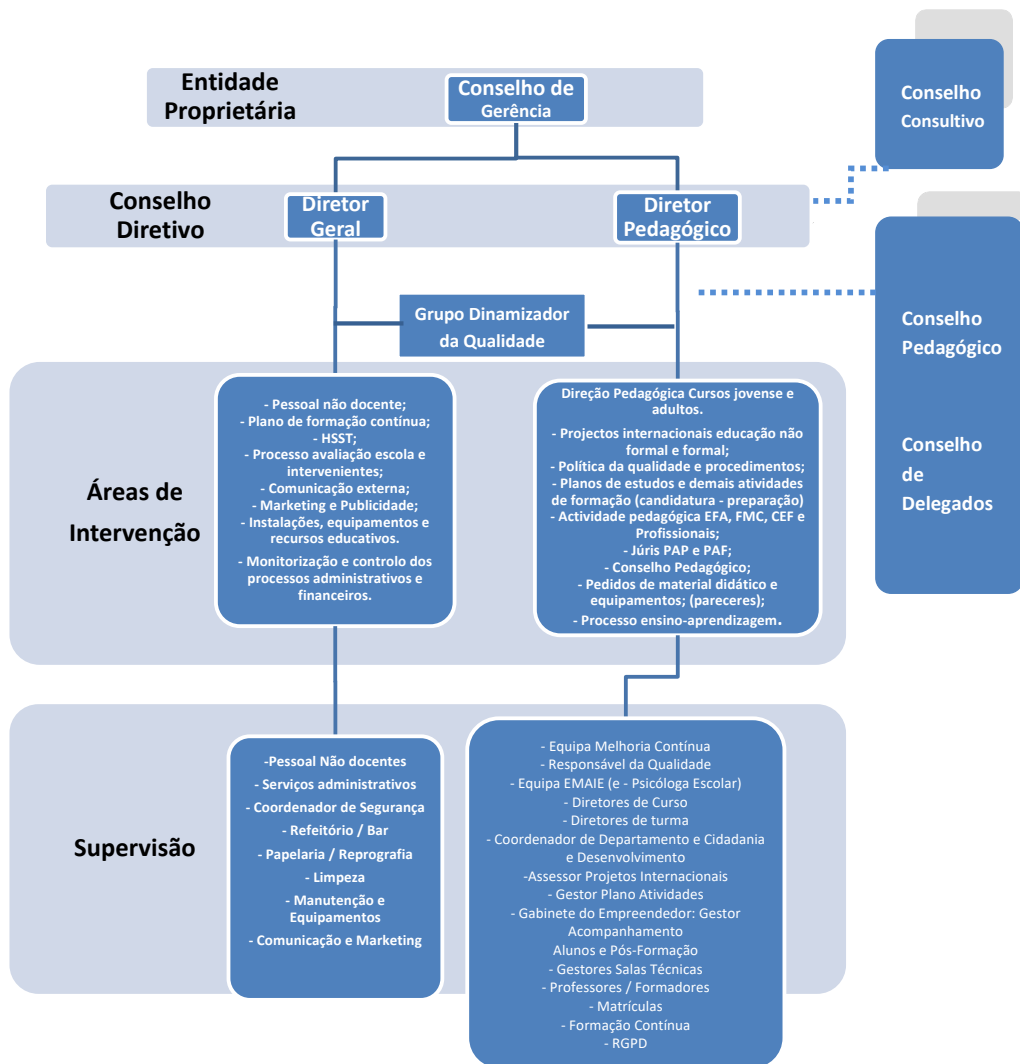 Entidade
Proprietária
Conselho de
Gerência
Conselho
Consultivo
Conselho
Diretivo
Diretor
Geral
Diretor
Pedagógico
Grupo Dinamizador
da Qualidade
Conselho
Pedagógico
Conselho
de
Delegados
Áreas de
Intervenção
- Pessoal não docente;
- Plano de formação contínua;
- HSST;
- Processo avaliação escola e
intervenientes;
- Comunicação externa;
- Marketing e Publicidade;
- Instalações, equipamentos e
recursos educativos.
- Monitorização e controlo dos
processos administrativos e
financeiros.
Direção Pedagógica Cursos jovense e
adultos.
- Projectos internacionais educação não
formal e formal;
- Política da qualidade e procedimentos;
- Planos de estudos e demais atividades
de formação (candidatura - preparação)
- Actividade pedagógica EFA, FMC, CEF e
Profissionais;
- Júris PAP e PAF;
- Conselho Pedagógico;
- Pedidos de material didático e
equipamentos; (pareceres);
- Processo ensino-aprendizagem.
Supervisão
-Pessoal Não docentes
- Serviços administrativos
- Coordenador de Segurança
- Refeitório / Bar
- Papelaria / Reprografia
- Limpeza
- Manutenção e
Equipamentos
- Comunicação e Marketing
- Equipa Melhoria Contínua
- Responsável da Qualidade
- Equipa EMAIE (e - Psicóloga Escolar)
- Diretores de Curso
- Diretores de turma
- Coordenador de Departamento e Cidadania
e Desenvolvimento
-Assessor Projetos Internacionais
- Gestor Plano Atividades
- Gabinete do Empreendedor: Gestor
Acompanhamento
Alunos e Pós-Formação
- Gestores Salas Técnicas
- Professores / Formadores
- Matrículas
- Formação Contínua
- RGPD